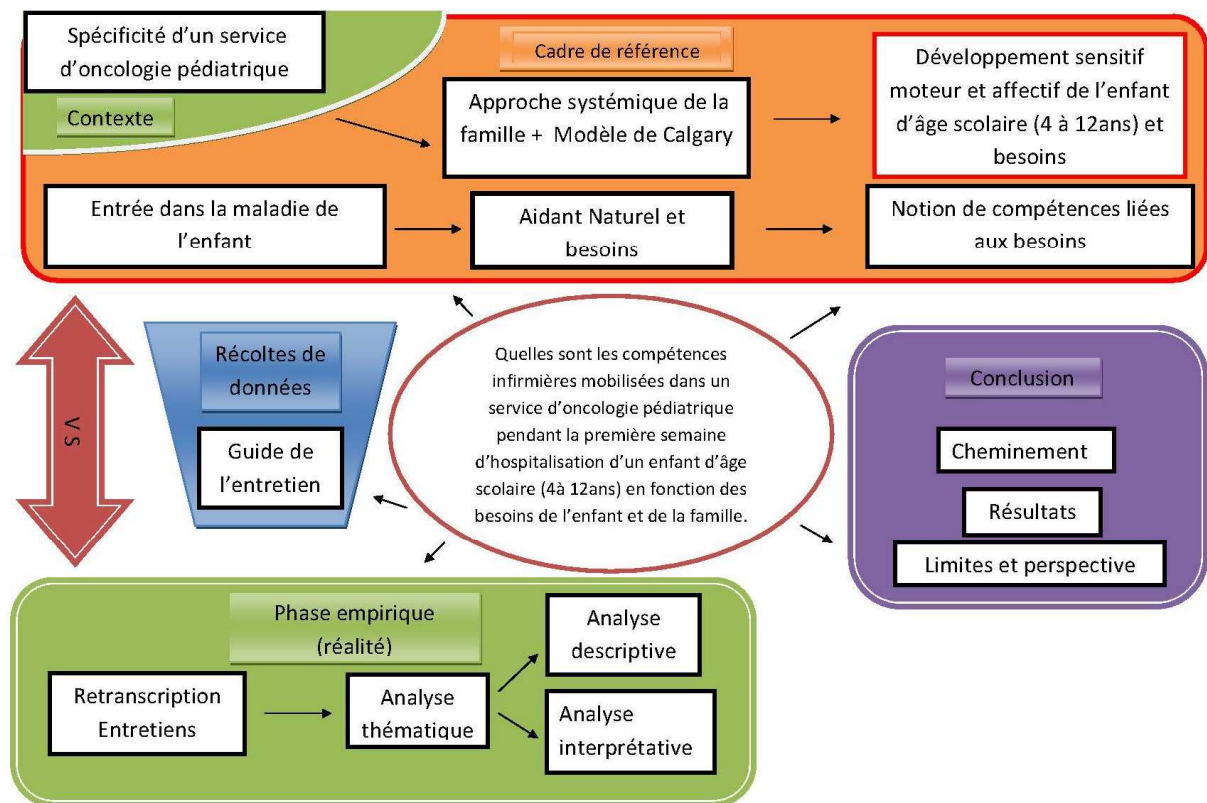 Spécificité d'un service
d'oncologie pédiatrique
Contexte
Cadre de référence
Approche systémique de la
famille + Modèle de Calgary
Développement sensitif
moteur et affectif de l'enfant
d'âge scolaire (4 à 12ans) et
besoins
Entrée dans la maladie de
l'enfant
Aidant Naturel et
besoins
Notion de compétences liées
aux besoins
VS
Récoltes de
données
Guide de
l'entretien
Quelles sont les compétences
infirmières mobilisées dans un
service d'oncologie pédiatrique
pendant la première semaine
d'hospitalisation d'un enfant d'âge
scolaire (4à 12ans) en fonction des
besoins de l'enfant et de la famille.
Conclusion
Cheminement
Résultats
Limites et perspective
Phase empirique
(réalité)
Retranscription
Entretiens
Analyse
thématique
Analyse
descriptive
Analyse
interprétative